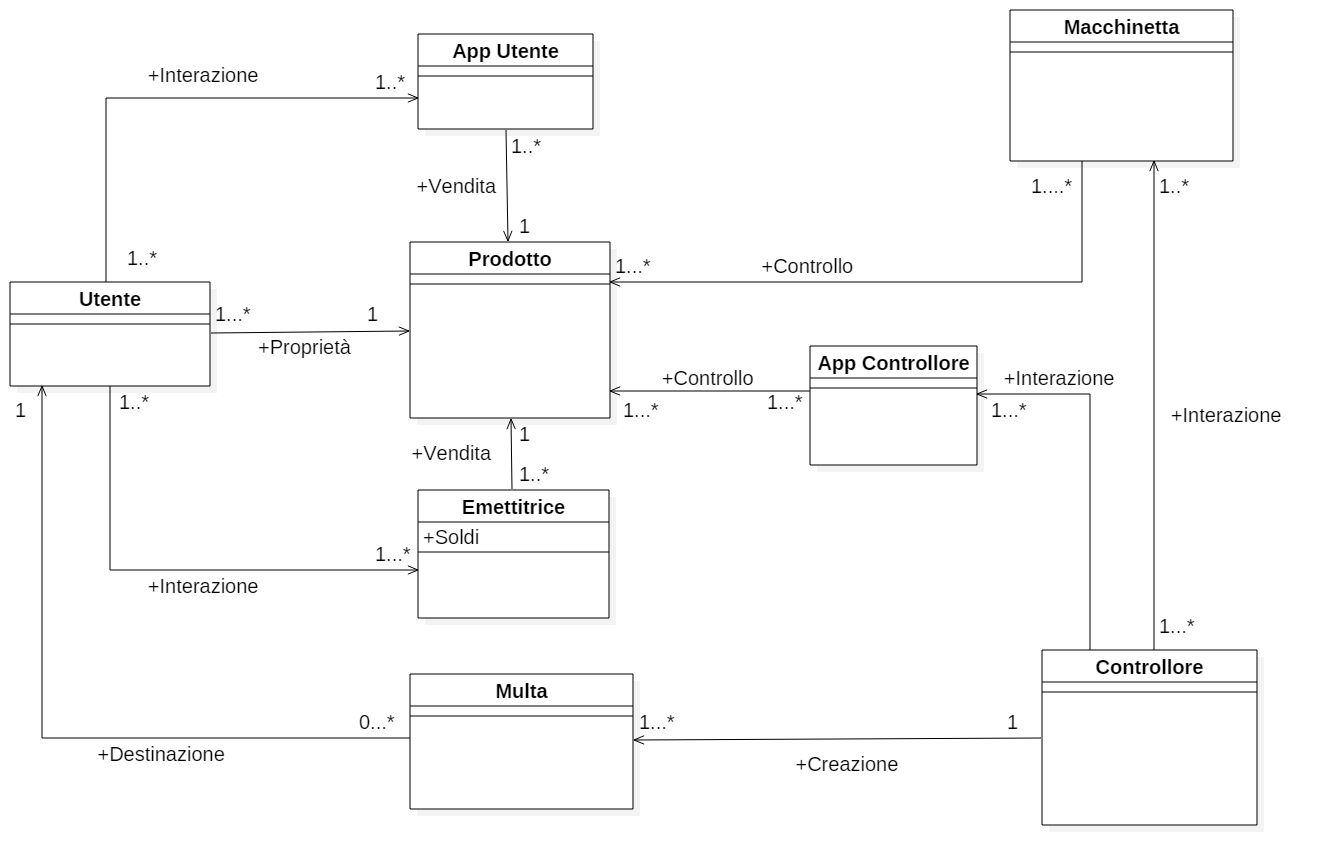 Macchinetta
App Utente
+Interazione
1..*
1..*
+Vendita
1....*
1..*
1
1..*
Prodotto
1...*
+Controllo
Utente
1...*
1
+Proprietà
App Controllore
+Controllo
+Interazione
1
1..*
1...*
1...*
1...*
+Interazione
1
+Vendita
1..*
Emettitrice
+Soldi
1...*
+Interazione
1...*
Controllore
Multa
0...*
1...*
1
+Destinazione
+Creazione